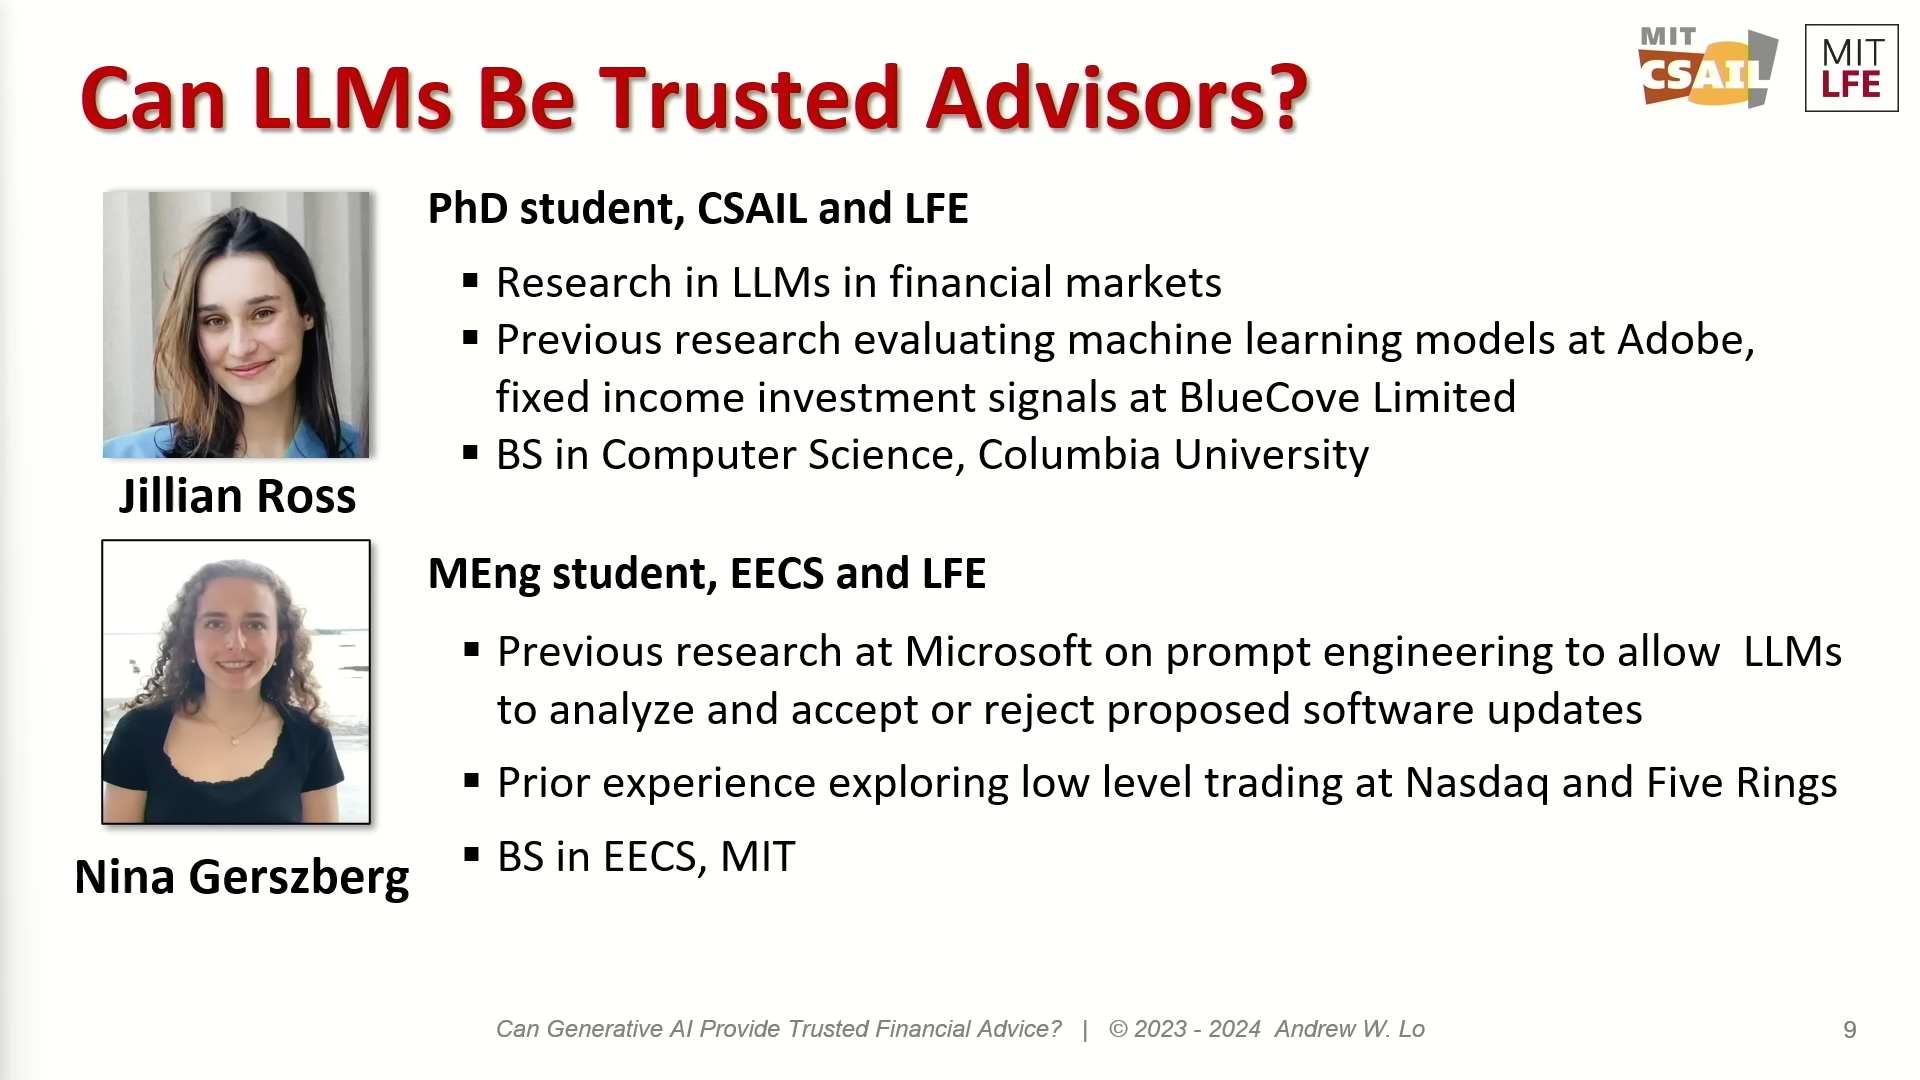 Can LLMs Be Trusted Advisors?
MIT
CSAIL
MIT
LFE
PhD student, CSAIL and LFE
▪ Research in LLMs in financial markets
▪ Previous research evaluating machine learning models at Adobe,
fixed income investment signals at BlueCove Limited
▪ BS in Computer Science, Columbia University
Jillian Ross
MEng student, EECS and LFE
▪ Previous research at Microsoft on prompt engineering to allow  LLMs
to analyze and accept or reject proposed software updates
▪ Prior experience exploring low level trading at Nasdaq and Five Rings
▪ BS in EECS, MIT
Nina Gerszberg
Can Generative AI Provide Trusted Financial Advice? | © 2023 - 2024 Andrew W. Lo
9